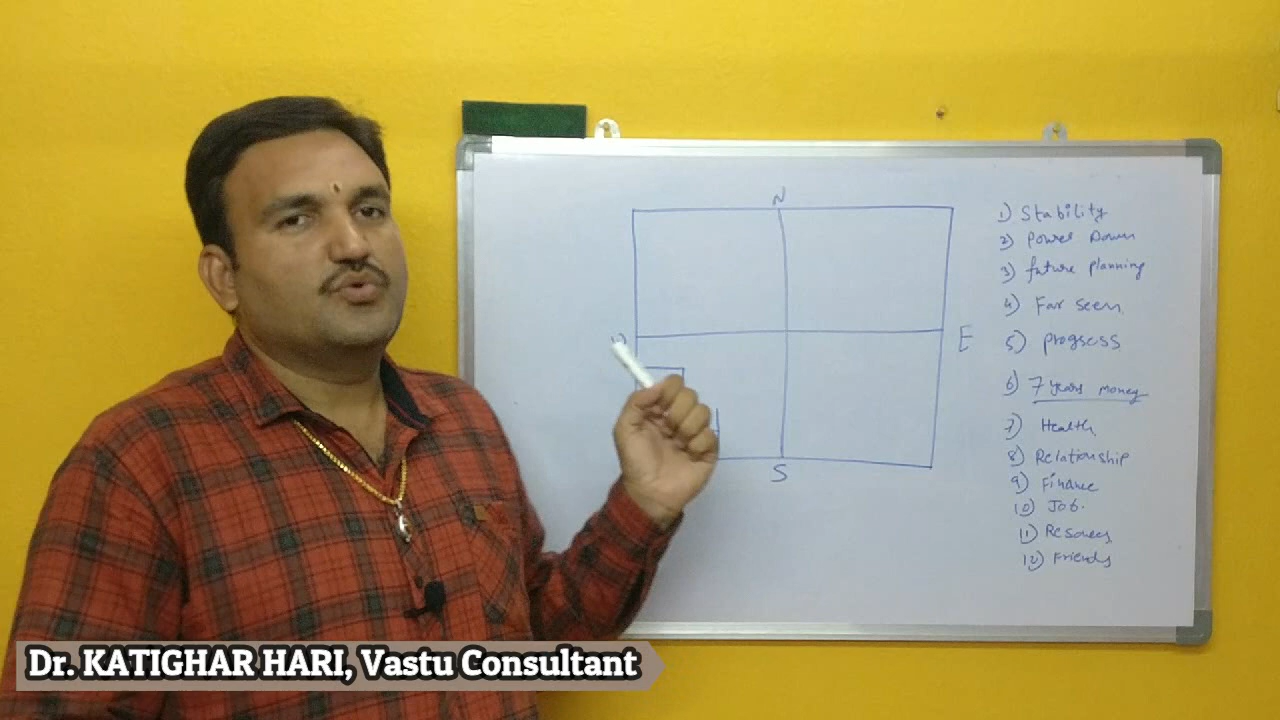 N
E
S
1) Stability
2) Power Down
3) future planning
4) Far seen
5) progress
6) 7 years money
7) Health
8) Relationship
9) Finance
10) Job.
11) Resources
12) Friends
Dr. KATIGHAR HARI, Vastu Consultant